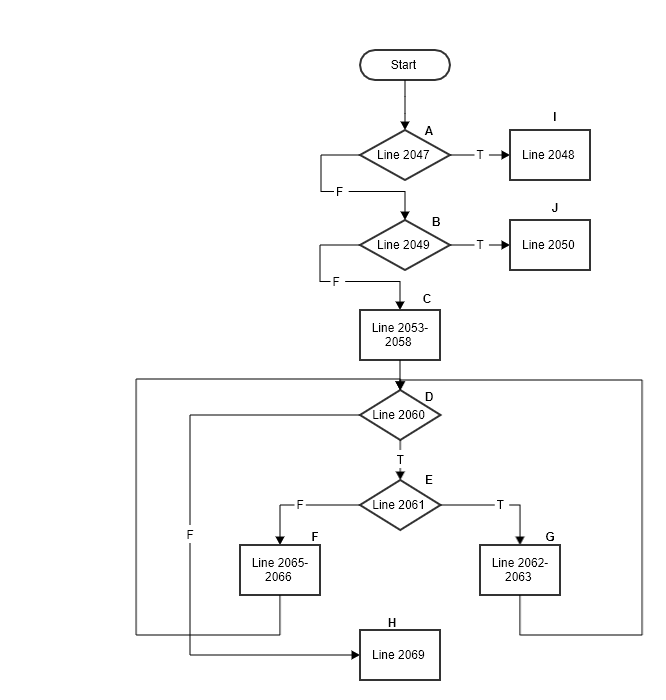 Start
A
I
Line 2047
T
Line 2048
F
J
B
Line 2049
T
Line 2050
F
C
Line 2053-
2058
D
Line 2060
T
E
F
Line 2061
T
F
F
G
Line 2065-
2066
Line 2062-
2063
H
Line 2069